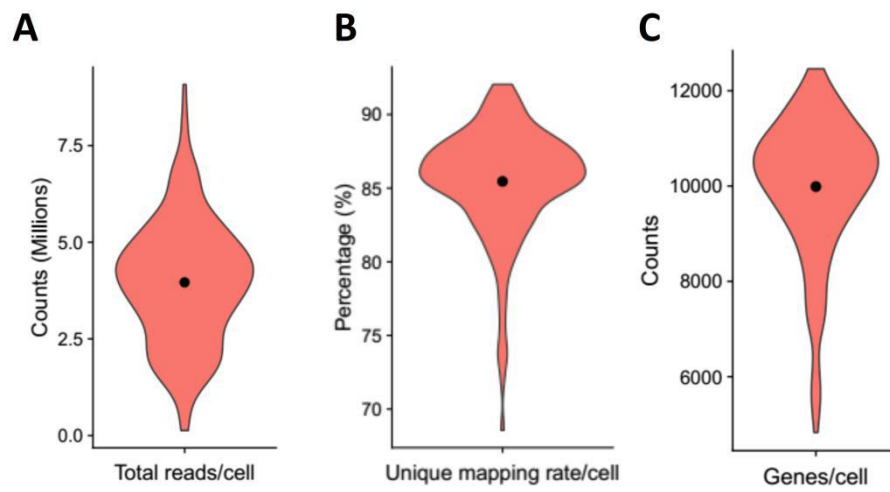 A
B
C
Counts (Millions)
7.5
5.0
2.5
0.0
Total reads/cell
Percentage (%)
90
85
80
75
70
Unique mapping rate/cell
Counts
12000
10000
8000
6000
Genes/cell